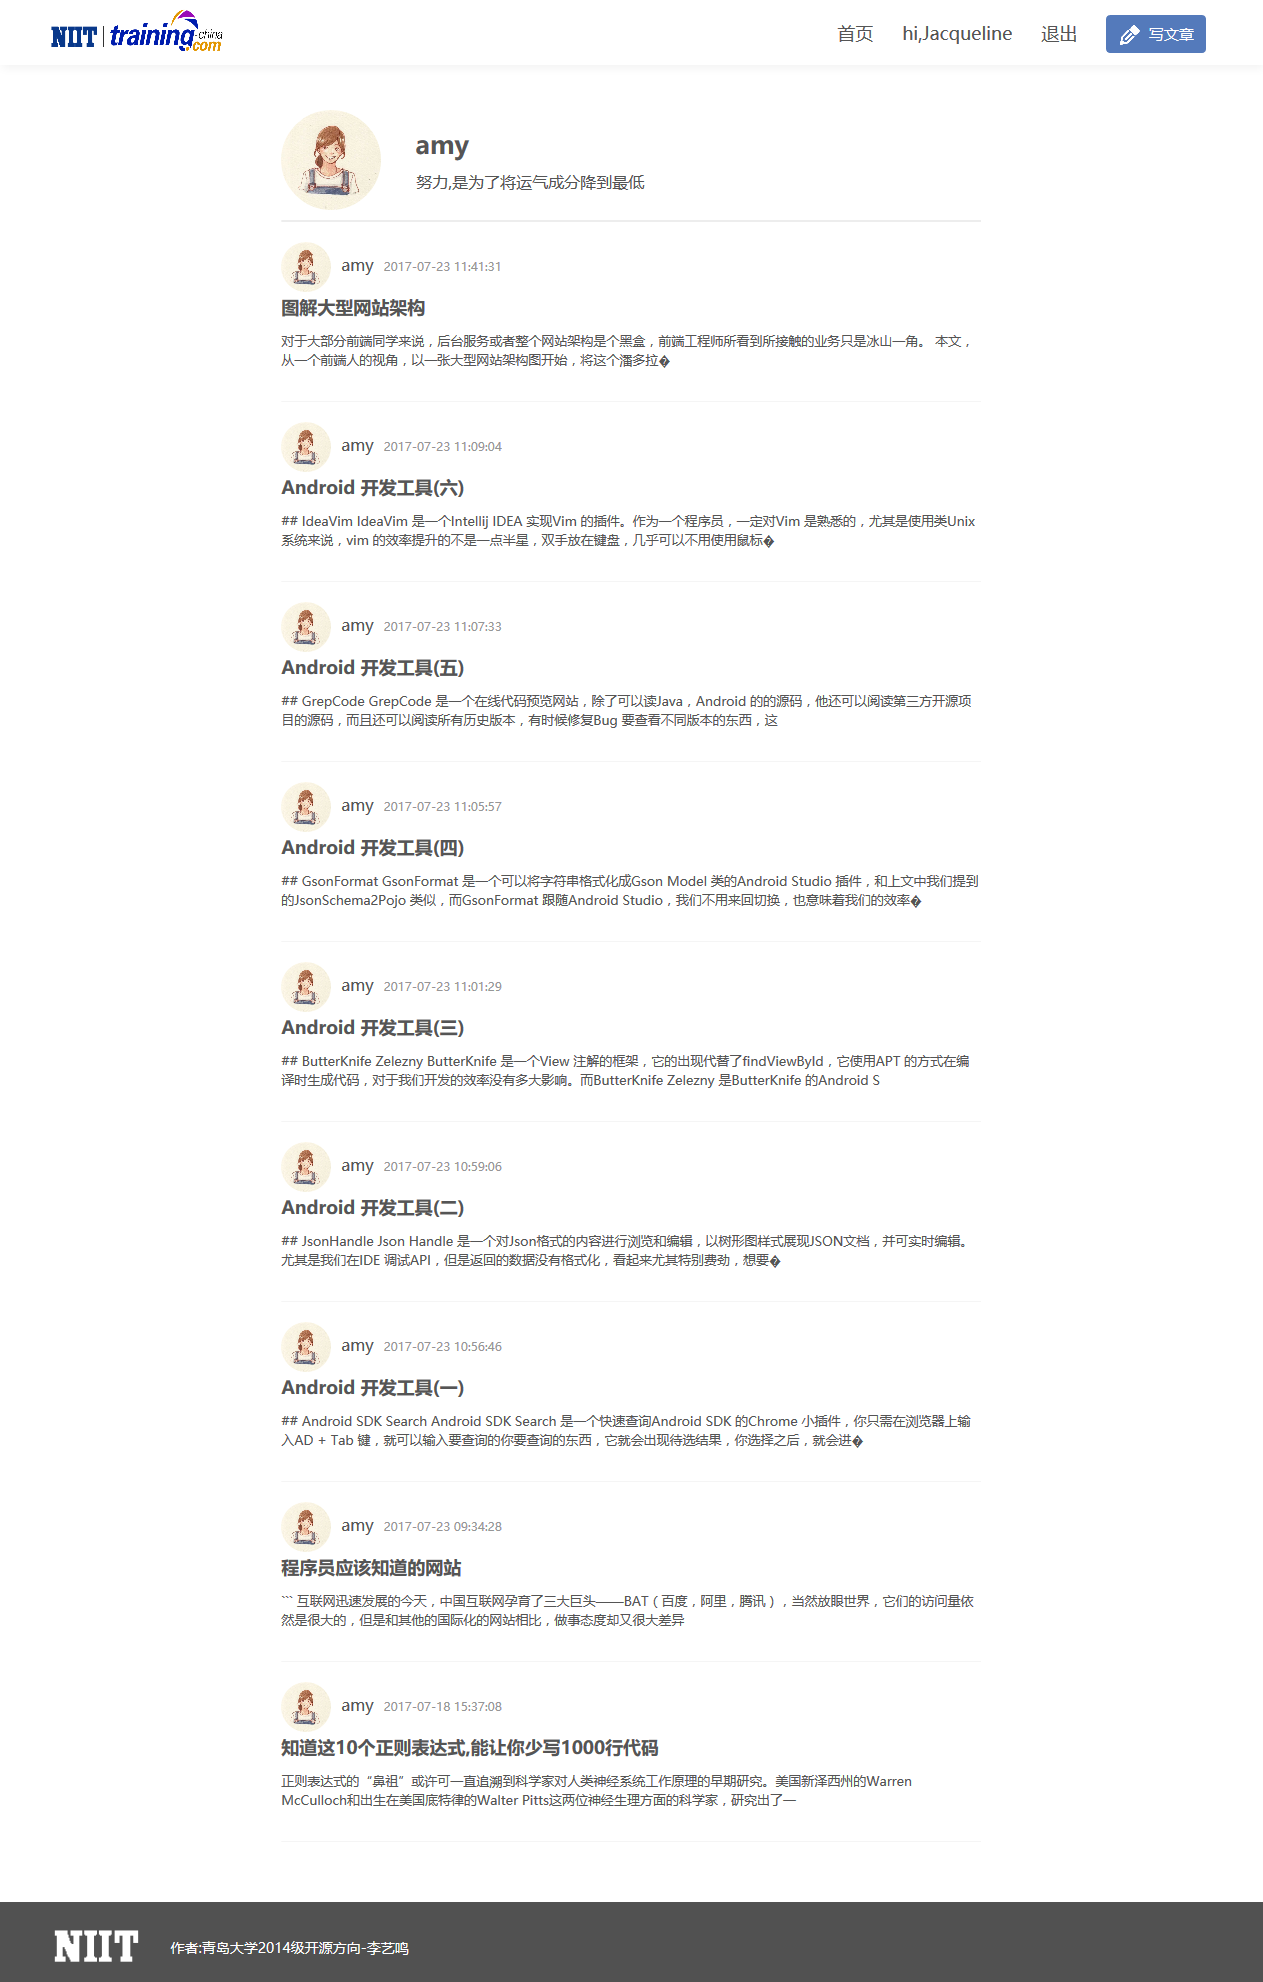 NIIT training-china.com
首页 hi,Jacqueline 退出 写文章
amy
努力,是为了将运气成分降到最低
amy 2017-07-23 11:41:31
图解大型网站架构
对于大部分前端同学来说，后台服务或者整个网站架构是个黑盒，前端工程师所看到所接触的业务只是冰山一角。 本文，
从一个前端人的视角，以一张大型网站架构图开始，将这个潘多拉�
amy 2017-07-23 11:09:04
Android 开发工具(六)
## IdeaVim IdeaVim 是一个Intellij IDEA 实现Vim 的插件。作为一个程序员，一定对Vim 是熟悉的，尤其是使用类Unix
系统来说，vim 的效率提升的不是一点半星，双手放在键盘，几乎可以不用使用鼠标�
amy 2017-07-23 11:07:33
Android 开发工具(五)
## GrepCode GrepCode 是一个在线代码预览网站，除了可以读Java，Android 的的源码，他还可以阅读第三方开源项
目的源码，而且还可以阅读所有历史版本，有时候修复Bug 要查看不同版本的东西，这
amy 2017-07-23 11:05:57
Android 开发工具(四)
## GsonFormat GsonFormat 是一个可以将字符串格式化成Gson Model 类的Android Studio 插件，和上文中我们提到
的JsonSchema2Pojo 类似，而GsonFormat 跟随Android Studio，我们不用来回切换，也意味着我们的效率�
amy 2017-07-23 11:01:29
Android 开发工具(三)
## ButterKnife Zelezny ButterKnife 是一个View 注解的框架，它的出现代替了findViewById，它使用APT 的方式在编
译时生成代码，对于我们开发的效率没有多大影响。而ButterKnife Zelezny 是ButterKnife 的Android S
amy 2017-07-23 10:59:06
Android 开发工具(二)
## JsonHandle Json Handle 是一个对Json格式的内容进行浏览和编辑，以树形图样式展现JSON文档，并可实时编辑。
尤其是我们在IDE 调试API，但是返回的数据没有格式化，看起来尤其特别费劲，想要�
amy 2017-07-23 10:56:46
Android 开发工具(一)
## Android SDK Search Android SDK Search 是一个快速查询Android SDK 的Chrome 小插件，你只需在浏览器上输
入AD + Tab 键，就可以输入要查询的你要查询的东西，它就会出现待选结果，你选择之后，就会进�
amy 2017-07-23 09:34:28
程序员应该知道的网站
``` 互联网迅速发展的今天，中国互联网孕育了三大巨头——BAT（百度，阿里，腾讯），当然放眼世界，它们的访问量依
然是很大的，但是和其他的国际化的网站相比，做事态度却又很大差异
amy 2017-07-18 15:37:08
知道这10个正则表达式,能让你少写1000行代码
正则表达式的“鼻祖”或许可一直追溯到科学家对人类神经系统工作原理的早期研究。美国新泽西州的Warren
McCulloch和出生在美国底特律的Walter Pitts这两位神经生理方面的科学家，研究出了一
NIIT 作者:青岛大学2014级开源方向-李艺鸣